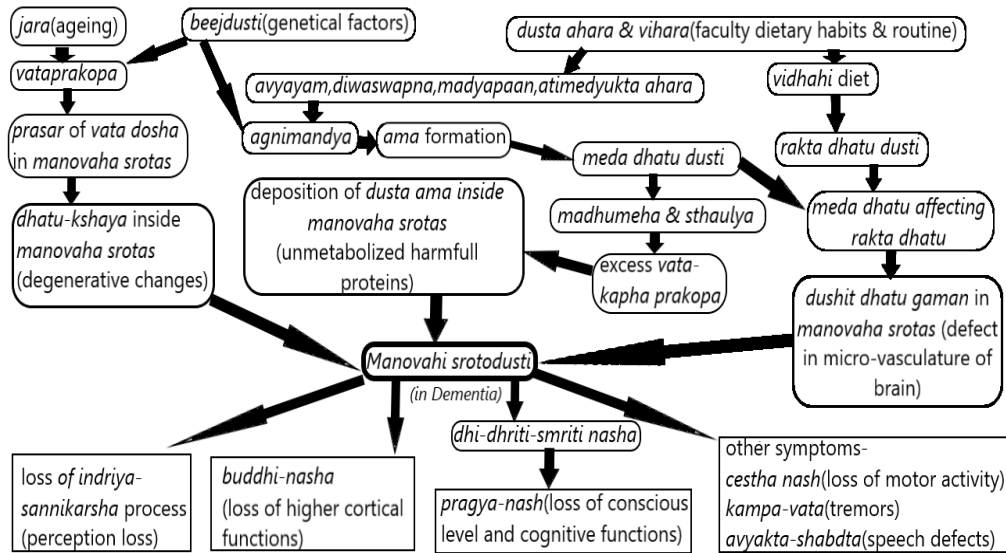 jara(ageing)
beejdusti(genetical factors)
dusta ahara & vihara(faculty dietary habits & routine)
vataprakopa
avyayam,diwaswapna,madyapaan,atimedyukta ahara
vidhahi diet
prasar of vata dosha
in manovaha srotas
agnimandya
ama formation
meda dhatu dusti
rakta dhatu dusti
deposition of dusta ama inside
manovaha srotas
(unmetabolized harmfull
proteins)
madhumeha & sthaulya
meda dhatu affecting
rakta dhatu
dhatu-kshaya inside
manovaha srotas
(degenerative changes)
excess vata-
kapha prakopa
dushit dhatu gaman in
manovaha srotas (defect
in micro-vasculature of
brain)
Manovahi srotodusti
(in Dementia)
dhi-dhriti-smriti nasha
loss of indriya-
sannikarsha process
(perception loss)
buddhi-nasha
(loss of higher cortical
functions)
pragya-nash(loss of conscious
level and cognitive functions)
other symptoms-
cestha nash(loss of motor activity)
kampa-vata(tremors)
avyakta-shabdta(speech defects)